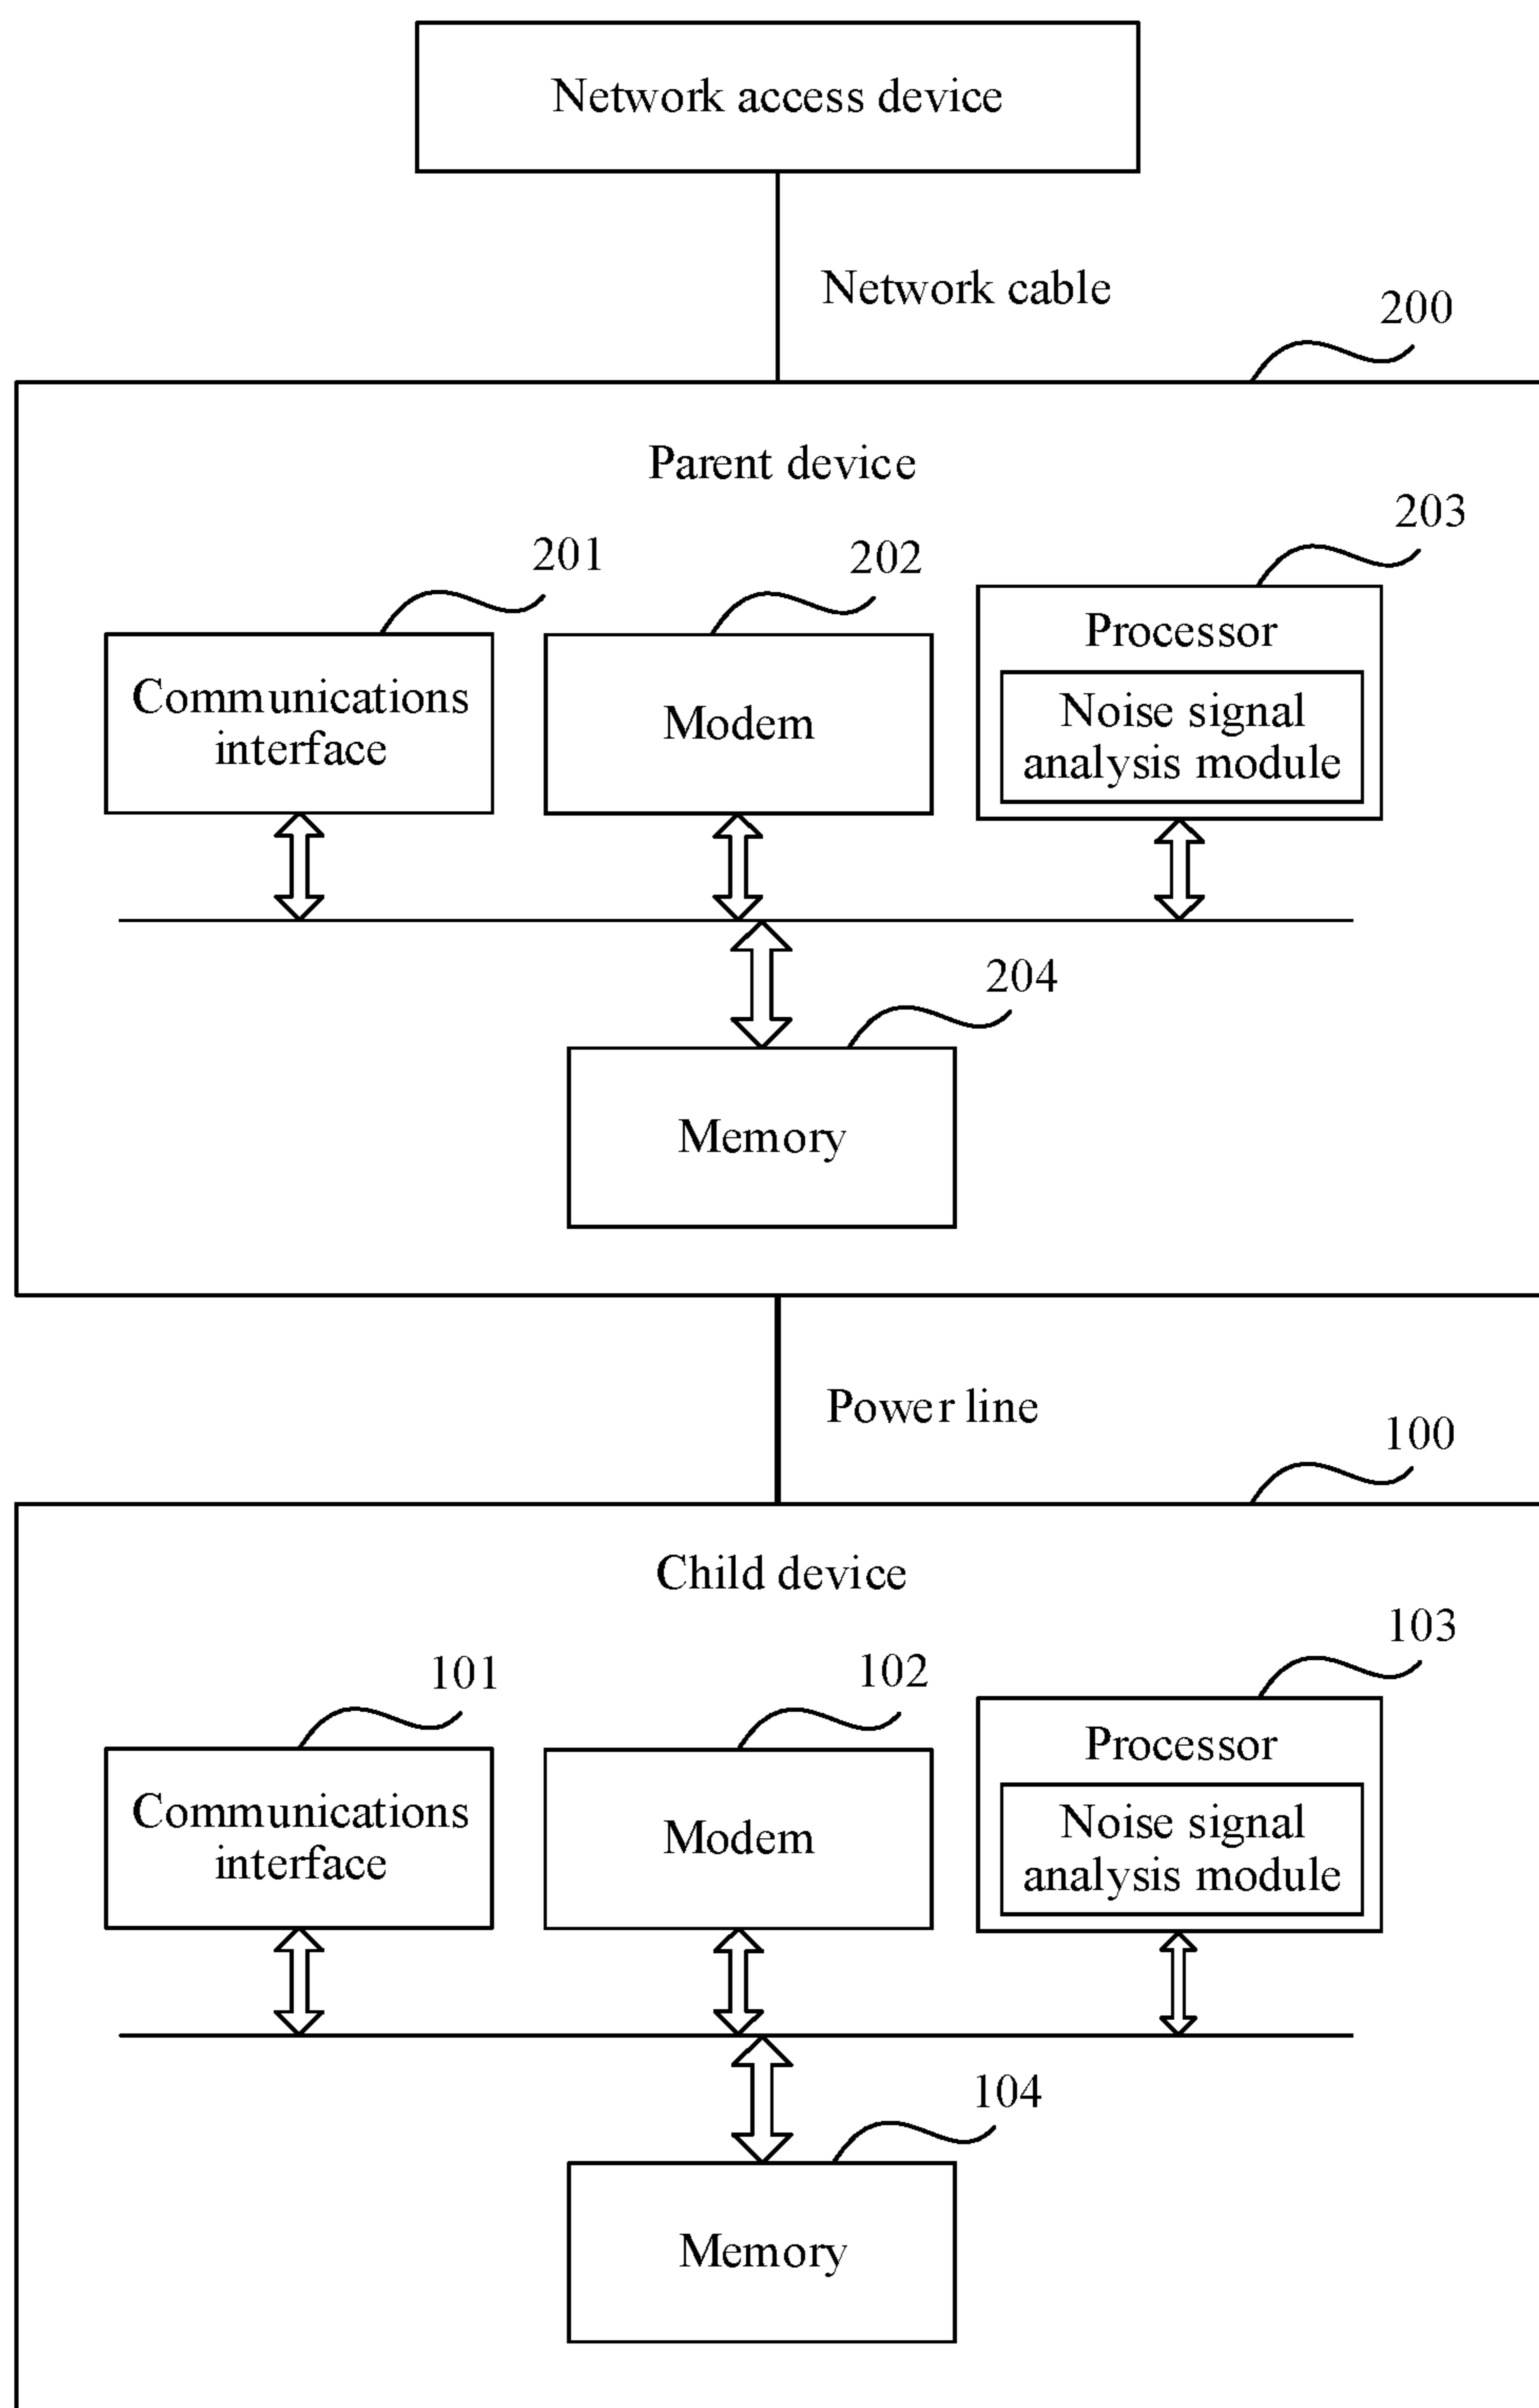 Network access device
Network cable
200
Parent device
201
202
203
Communications
interface
Modem
Processor
Noise signal
analysis module
204
Memory
Power line
100
Child device
101
102
103
Communications
interface
Modem
Processor
Noise signal
analysis module
104
Memory